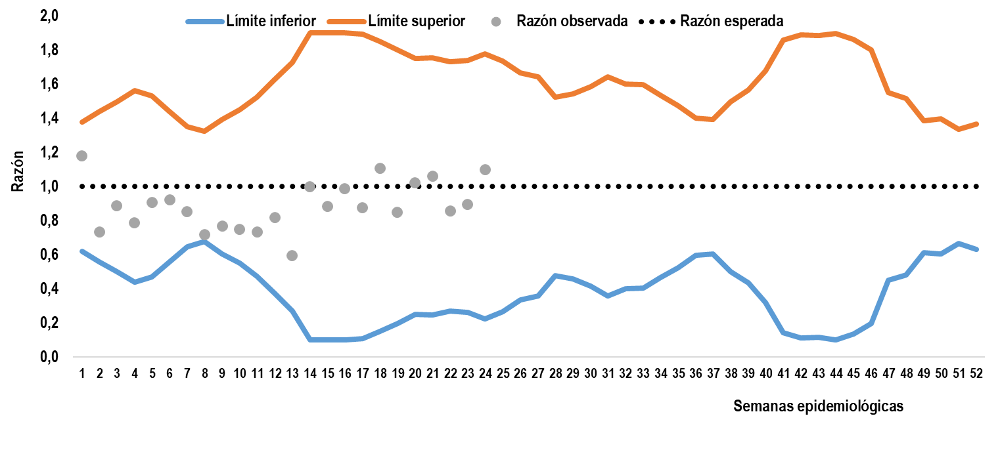 Límite inferior Límite superior Razón observada Razón esperada
2,0
1,8
1,6
1,4
1,2
1,0
0,8
0,6
0,4
0,2
0,0
Razón
1 2 3 4 5 6 7 8 9 10 11 12 13 14 15 16 17 18 19 20 21 22 23 24 25 26 27 28 29 30 31 32 33 34 35 36 37 38 39 40 41 42 43 44 45 46 47 48 49 50 51 52
Semanas epidemiológicas